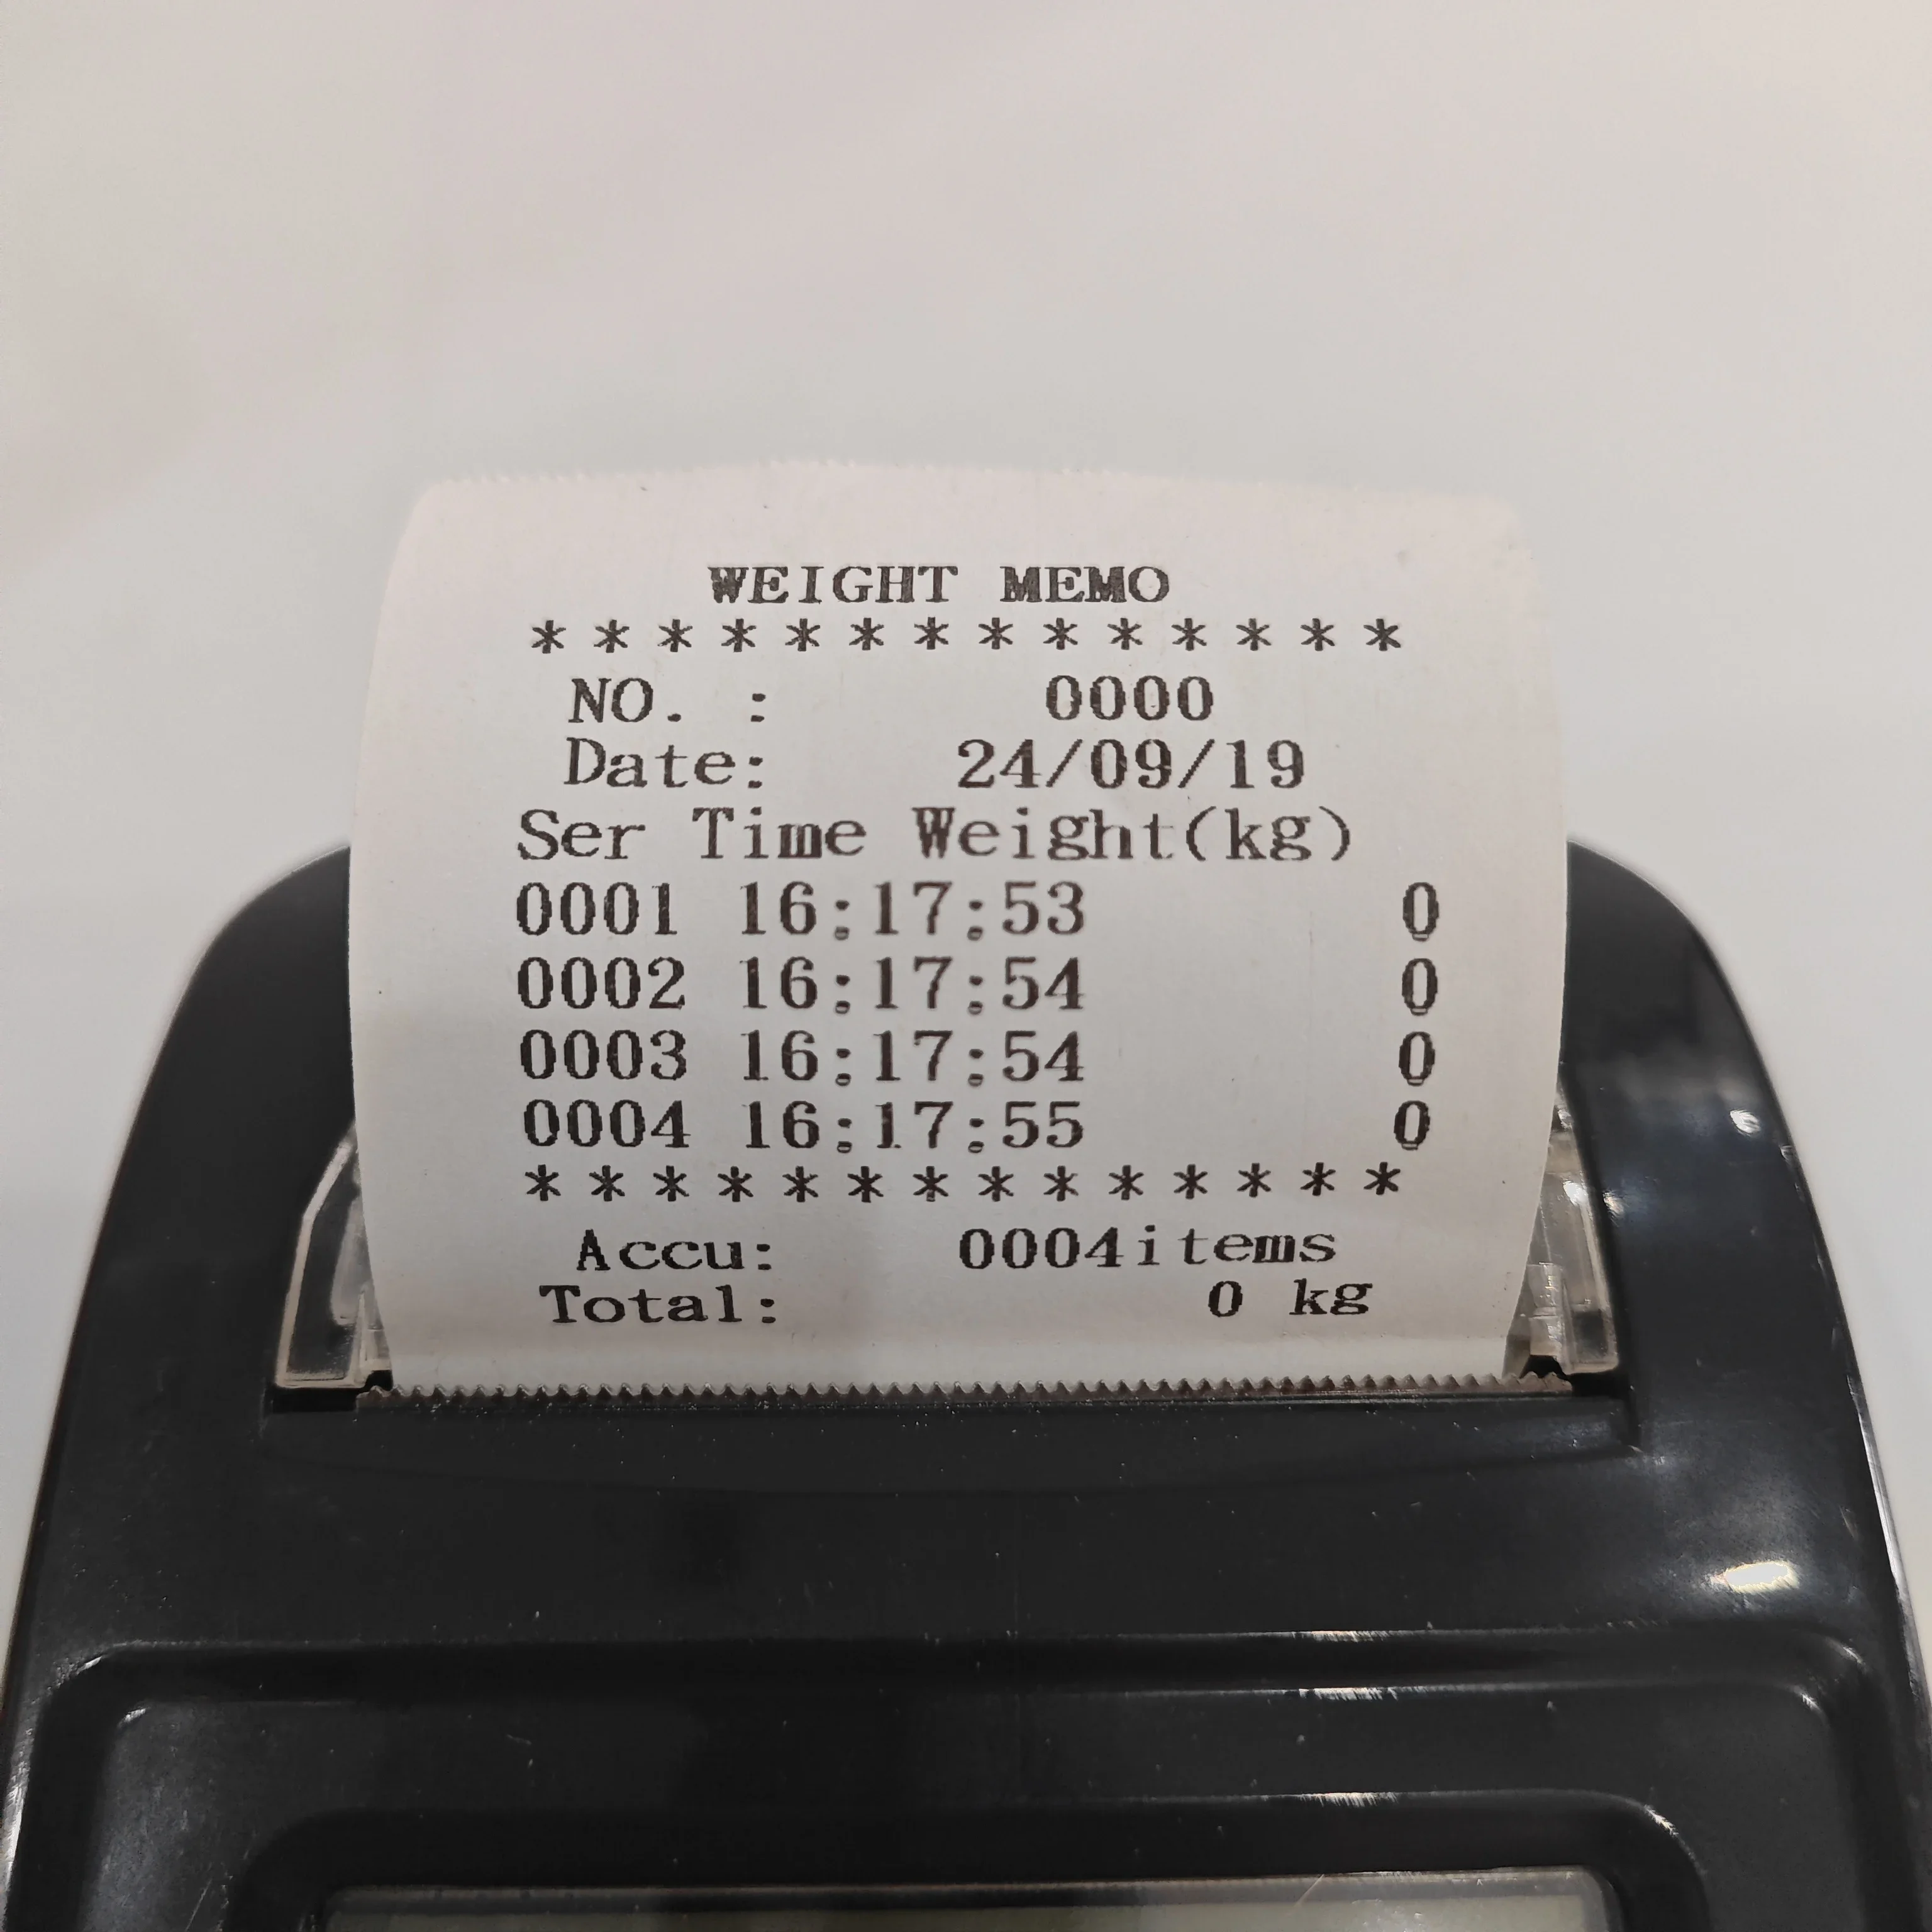 WEIGHT MEMO
* * * * * * * * * * * * * *
NO. : 0000
Date: 24/09/19
Ser Time Weight(kg)
0001 16:17:53 0
0002 16:17:54 0
0003 16:17:54 0
0004 16:17:55 0
* * * * * * * * * * * * * *
Accu: 0004items
Total: 0 kg